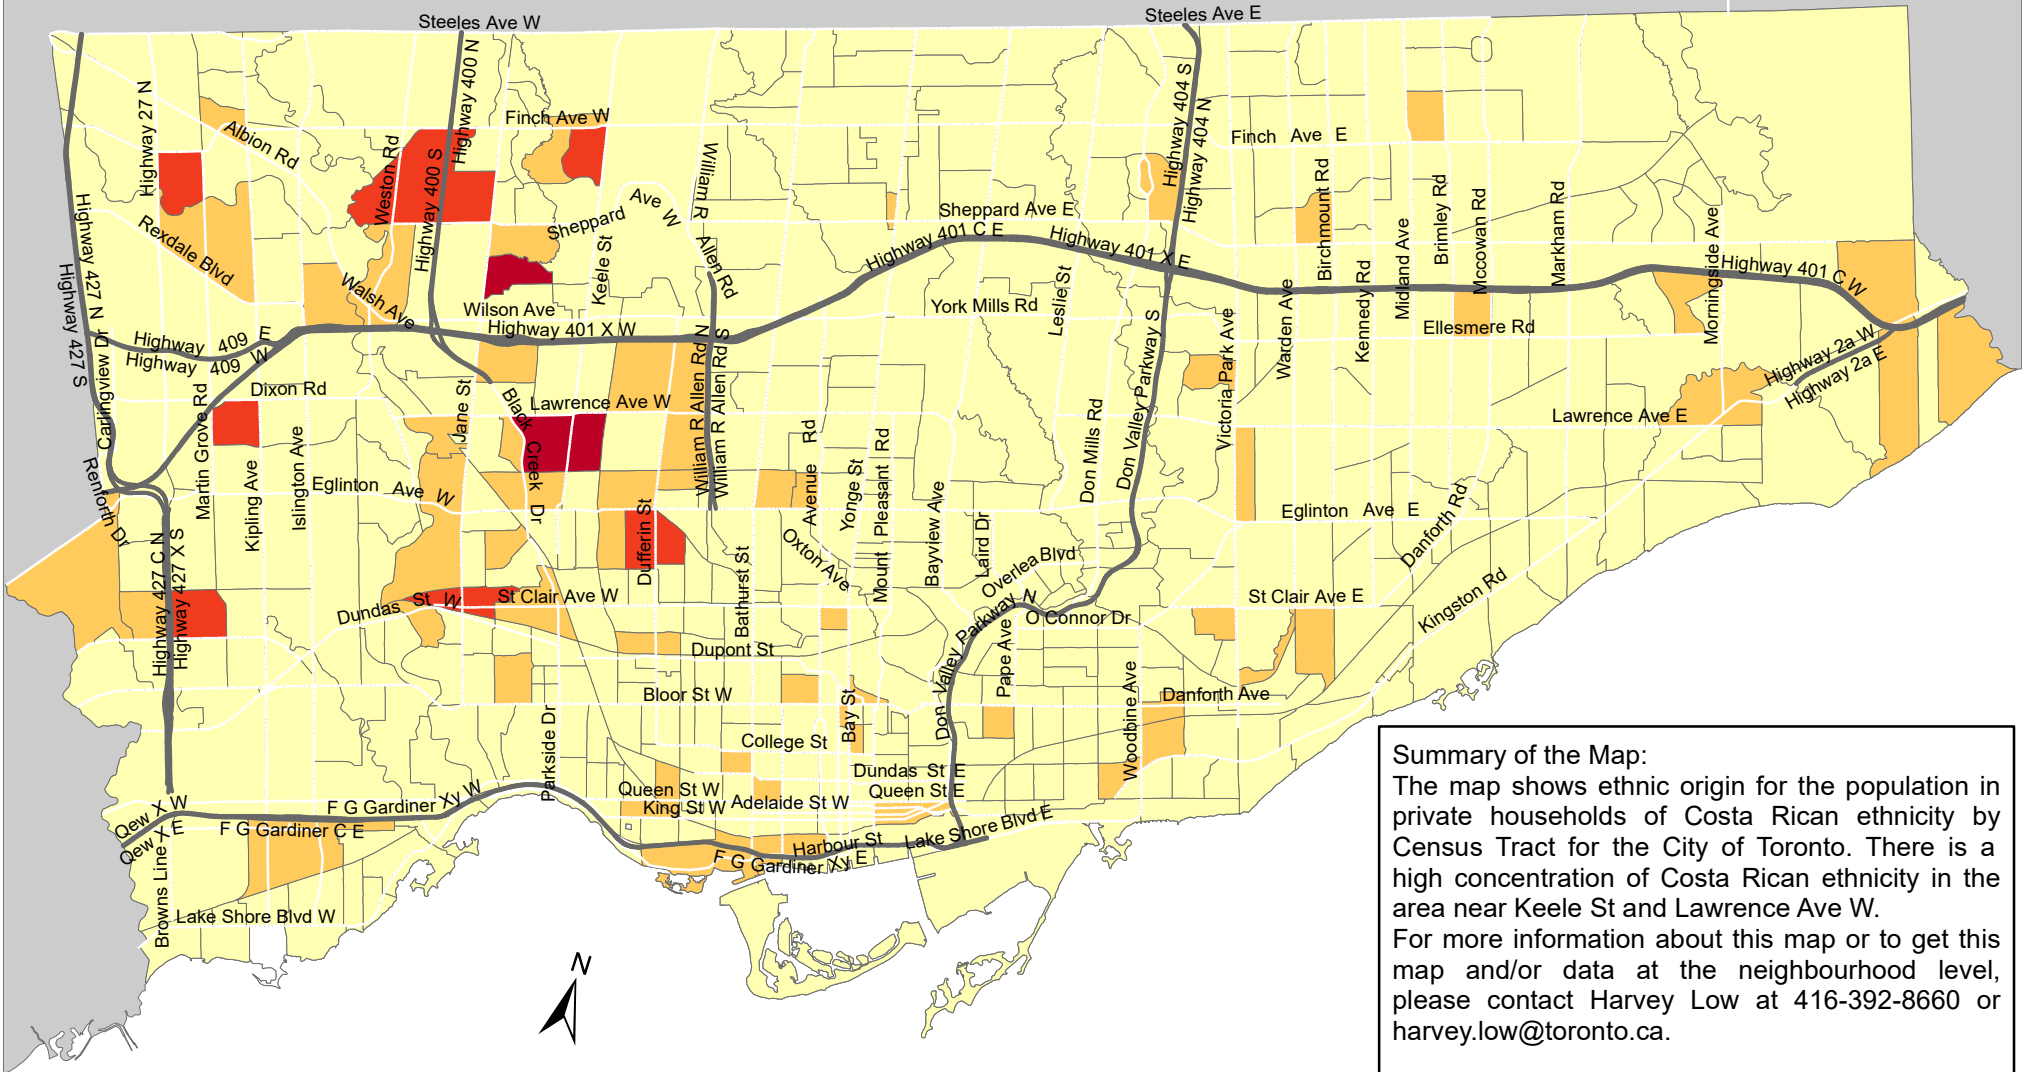 Steeles Ave W
Steeles Ave E
Highway 27 N
Albion Rd
Weston Rd
Highway 400 N
Highway 400 S
Finch Ave W
William R Allen Rd
Highway 404 S
Highway 404 N
Finch Ave E
Sheppard Ave W
Keele St
Sheppard Ave E
Highway 401 C E
Highway 401 X E
Birchmount Rd
Midland Ave
Brimley Rd
Mccowan Rd
Markham Rd
Morningside Ave
Highway 401 C W
Highway 427 N
Highway 427 S
Rexdale Blvd
Walsh Ave
Wilson Ave
Highway 401 X W
York Mills Rd
Leslie St
Warden Ave
Kennedy Rd
Ellesmere Rd
Highway 2a W
Highway 2a E
Highway 409 E
Highway 409 W
Carlingview Dr
Dixon Rd
Martin Grove Rd
Jane St
Black Creek Dr
Lawrence Ave W
William R Allen Rd N
William R Allen Rd S
Don Valley Parkway S
Victoria Park Ave
Lawrence Ave E
Renforth Dr
Kipling Ave
Islington Ave
Eglinton Ave W
Dufferin St
Bathurst St
Avenue Rd
Oxton Ave
Yonge St
Mount Pleasant Rd
Bayview Ave
Laird Dr
Don Mills Rd
Overlea Blvd
Eglinton Ave E
Danforth Rd
Kingston Rd
Highway 427 C N
Highway 427 X S
Dundas St W
St Clair Ave W
Don Valley Parkway N
O Connor Dr
St Clair Ave E
Dupont St
Pape Ave
Bloor St W
Bay St
Woodbine Ave
Danforth Ave
Parkside Dr
College St
Dundas St E
Queen St W
Queen St E
King St W
Adelaide St W
Qew X W
Qew X E
F G Gardiner Xy W
F G Gardiner C E
Harbour St
Lake Shore Blvd E
F G Gardiner Xy E
Browns Line
Lake Shore Blvd W
N
Summary of the Map:
The map shows ethnic origin for the population in
private households of Costa Rican ethnicity by
Census Tract for the City of Toronto. There is a
high concentration of Costa Rican ethnicity in the
area near Keele St and Lawrence Ave W.
For more information about this map or to get this
map and/or data at the neighbourhood level,
please contact Harvey Low at 416-392-8660 or
harvey.low@toronto.ca.